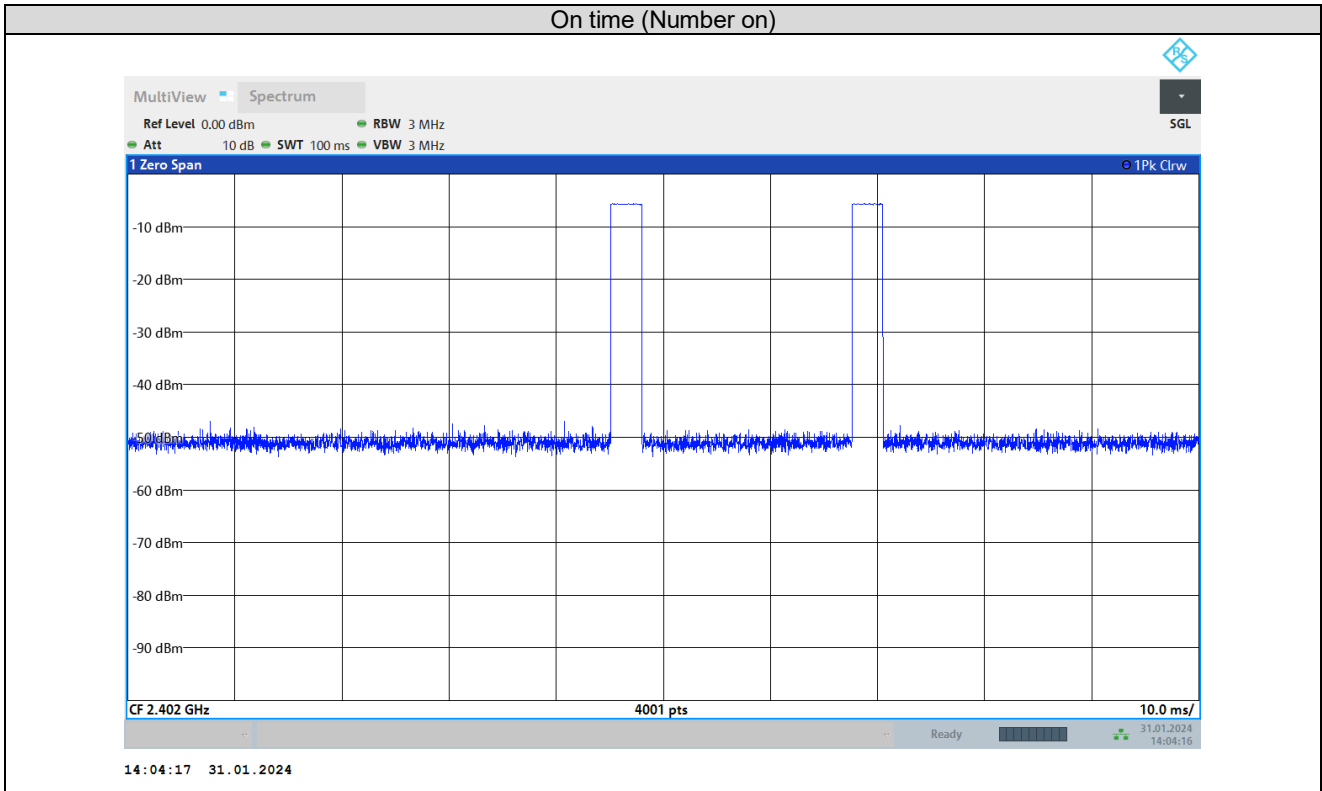 On time (Number on)
R&S
MultiView Spectrum
Ref Level 0.00 dBm RBW 3 MHz SGL
Att 10 dB SWT 100 ms VBW 3 MHz
1 Zero Span 1Pk Clrw
-10 dBm
-20 dBm
-30 dBm
-40 dBm
-50 dBm
-60 dBm
-70 dBm
-80 dBm
-90 dBm
CF 2.402 GHz 4001 pts 10.0 ms/
Ready 31.01.2024
14:04:16
14:04:17 31.01.2024